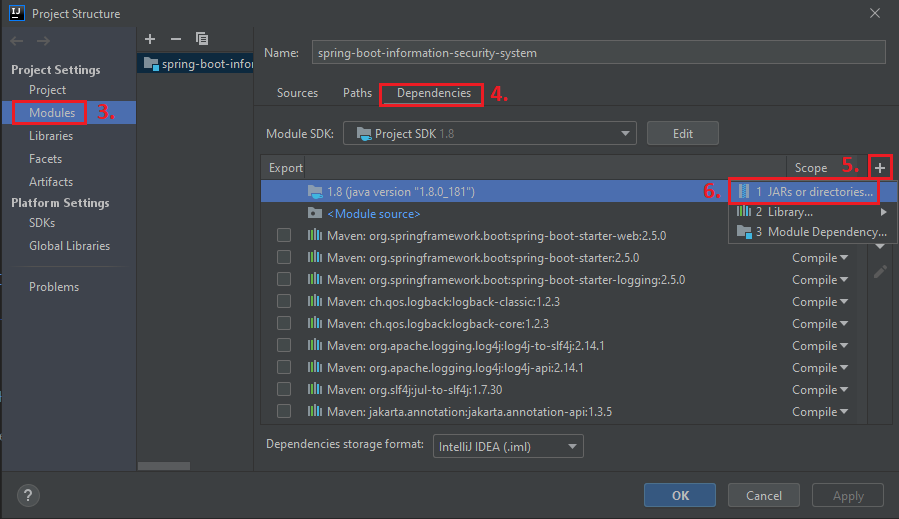 IJ Project Structure
Project Settings
Project
Modules 3.
Libraries
Facets
Artifacts
Platform Settings
SDKs
Global Libraries
Problems
spring-boot-infor
Name: spring-boot-information-security-system
Sources Paths Dependencies 4.
Module SDK: Project SDK 1.8 Edit
Export Scope 5. +
1.8 (java version "1.8.0_181")
<Module source>
6. 1 JARs or directories...
2 Library...
3 Module Dependency...
Maven: org.springframework.boot:spring-boot-starter-web:2.5.0
Maven: org.springframework.boot:spring-boot-starter:2.5.0 Compile
Maven: org.springframework.boot:spring-boot-starter-logging:2.5.0 Compile
Maven: ch.qos.logback:logback-classic:1.2.3 Compile
Maven: ch.qos.logback:logback-core:1.2.3 Compile
Maven: org.apache.logging.log4j:log4j-to-slf4j:2.14.1 Compile
Maven: org.apache.logging.log4j:log4j-api:2.14.1 Compile
Maven: org.slf4j:jul-to-slf4j:1.7.30 Compile
Maven: jakarta.annotation:jakarta.annotation-api:1.3.5 Compile
Dependencies storage format: IntelliJ IDEA (.iml)
? OK Cancel Apply